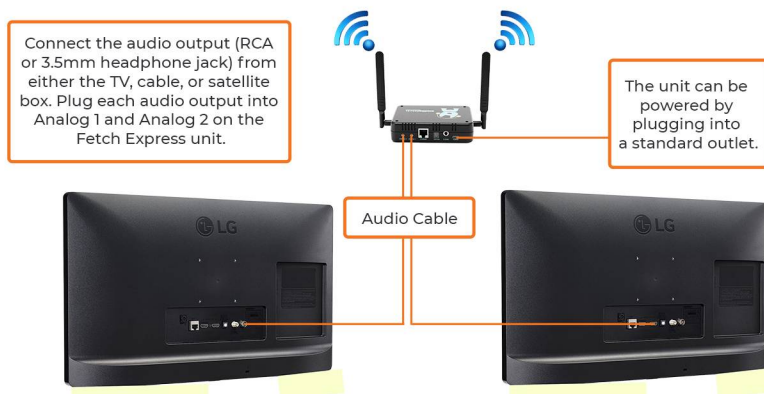 Connect the audio output (RCA
or 3.5mm headphone jack) from
either the TV, cable, or satellite
box. Plug each audio output into
Analog 1 and Analog 2 on the
Fetch Express unit.
The unit can be
powered by
plugging into
a standard outlet.
Audio Cable
LG
LG